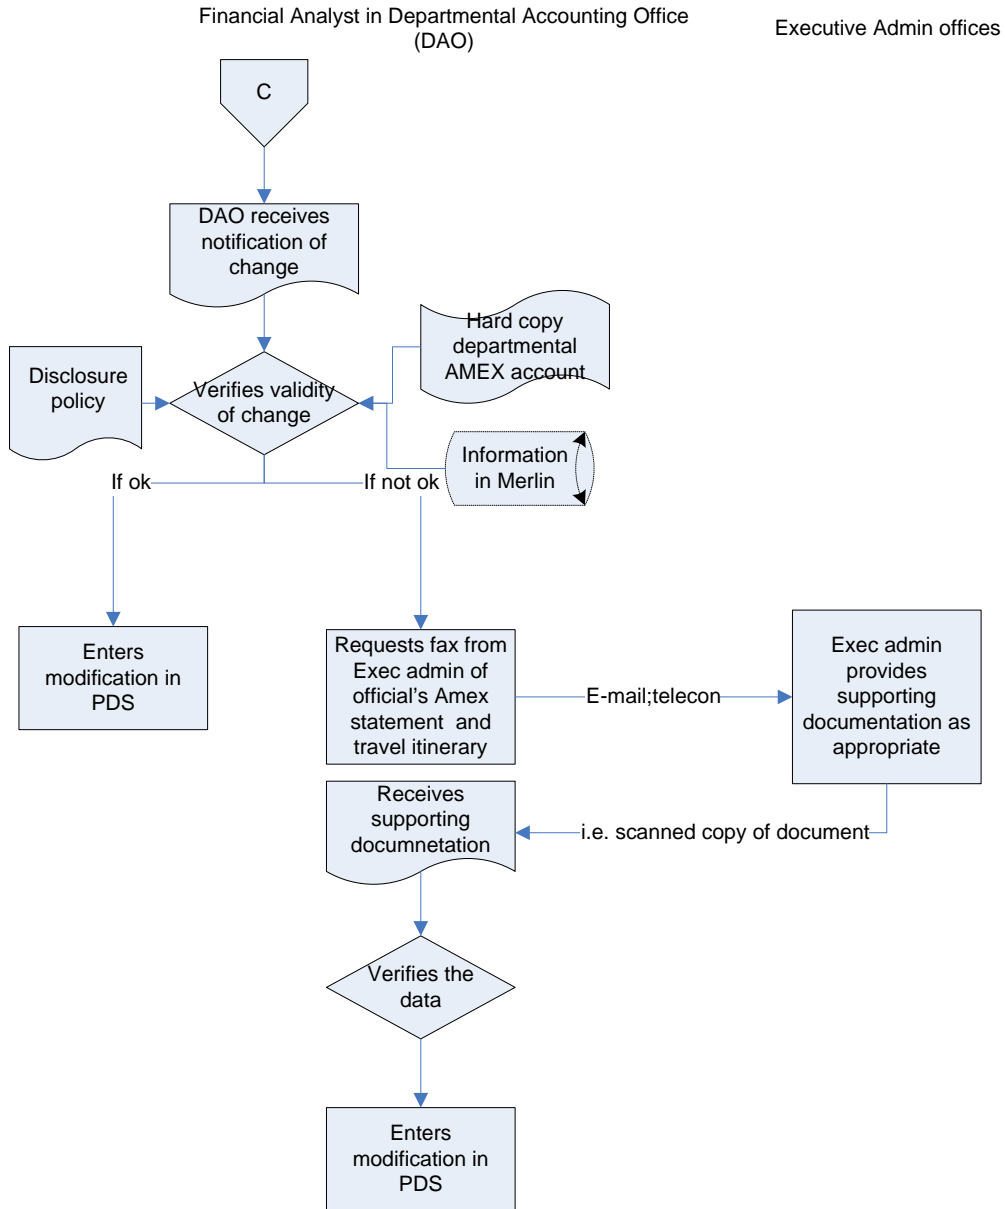 Financial Analyst in Departmental Accounting Office
(DAO)
Executive Admin offices
C
DAO receives
notification of
change
Hard copy
departmental
AMEX account
Disclosure
policy
Verifies validity
of change
Information
in Merlin
If ok
If not ok
Enters
modification in
PDS
Requests fax from
Exec admin of
official's Amex
statement and
travel itinerary
E-mail;telecon
Exec admin
provides
supporting
documentation as
appropriate
Receives
supporting
documnetation
i.e. scanned copy of document
Verifies the
data
Enters
modification in
PDS